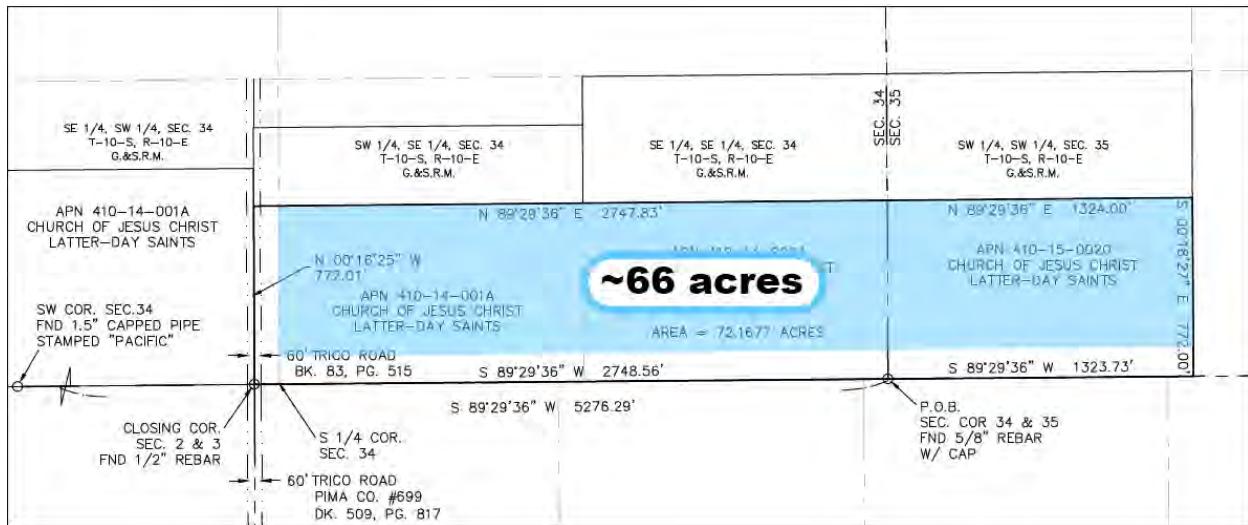 SEC. 34
SEC. 35
SE 1/4, SW 1/4, SEC. 34
T-10-S, R-10-E
G.&S.R.M.
SW 1/4, SE 1/4, SEC. 34
T-10-S, R-10-E
G.&S.R.M.
SE 1/4, SE 1/4, SEC. 34
T-10-S, R-10-E
G.&S.R.M.
SW 1/4, SW 1/4, SEC. 35
T-10-S, R-10-E
G.&S.R.M.
APN 410-14-001A
CHURCH OF JESUS CHRIST
LATTER-DAY SAINTS
N 89°29'36" E 2747.83'
N 89°29'36" E 1324.00'
S 00°18'27" E 772.00'
N 00°16'25" W
772.01'
APN 410-14-001A
CHURCH OF JESUS CHRIST
LATTER-DAY SAINTS
~66 acres
AREA = 72.1677 ACRES
APN 410-15-0020
CHURCH OF JESUS CHRIST
LATTER-DAY SAINTS
SW COR. SEC.34
FND 1.5" CAPPED PIPE
STAMPED "PACIFIC"
60' TRICO ROAD
BK. 83, PG. 515
S 89°29'36" W 2748.56'
S 89°29'36" W 1323.73'
S 89°29'36" W 5276.29'
CLOSING COR.
SEC. 2 & 3
FND 1/2" REBAR
S 1/4 COR.
SEC. 34
P.O.B.
SEC. COR 34 & 35
FND 5/8" REBAR
W/ CAP
60' TRICO ROAD
PIMA CO. #699
DK. 509, PG. 817